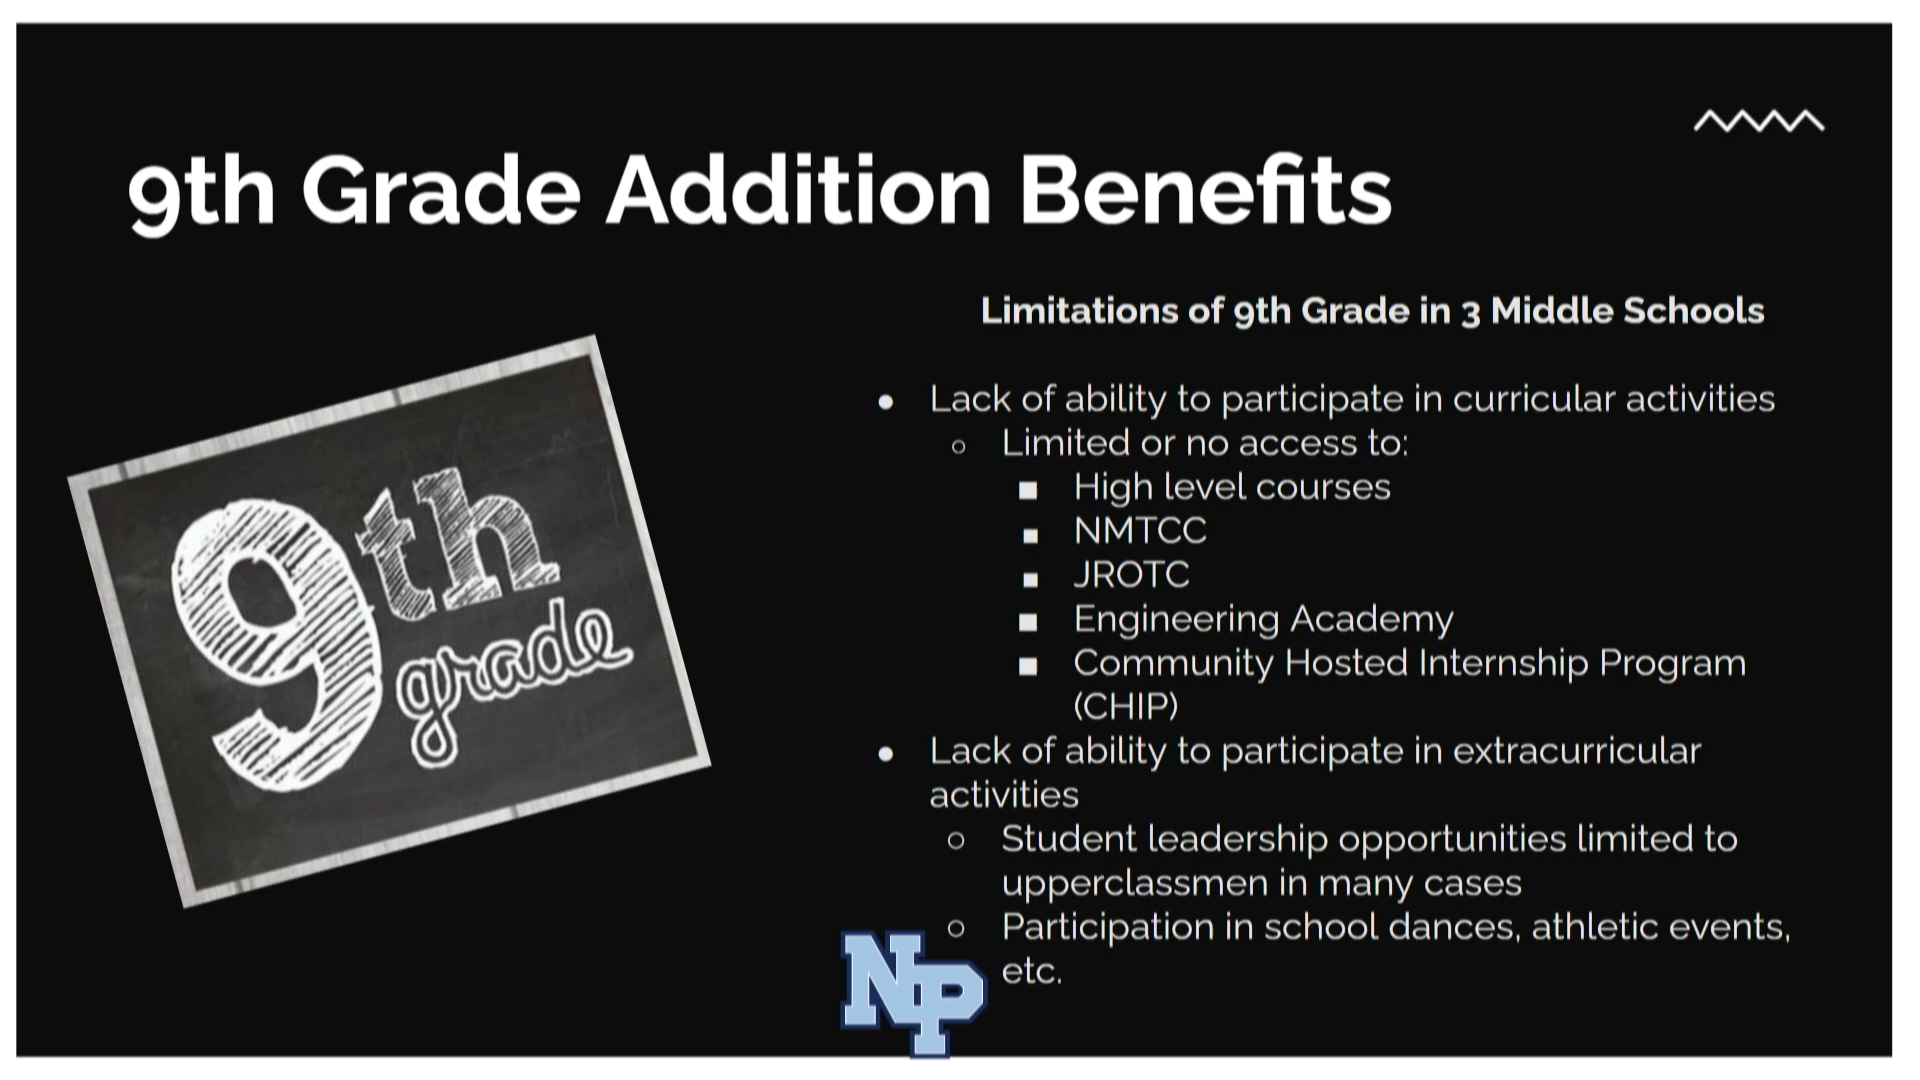 9th Grade Addition Benefits
9th
grade
Limitations of 9th Grade in 3 Middle Schools
● Lack of ability to participate in curricular activities
○ Limited or no access to:
■ High level courses
■ NMTCC
■ JROTC
■ Engineering Academy
■ Community Hosted Internship Program
(CHIP)
● Lack of ability to participate in extracurricular
activities
○ Student leadership opportunities limited to
upperclassmen in many cases
○ Participation in school dances, athletic events,
etc.
NP